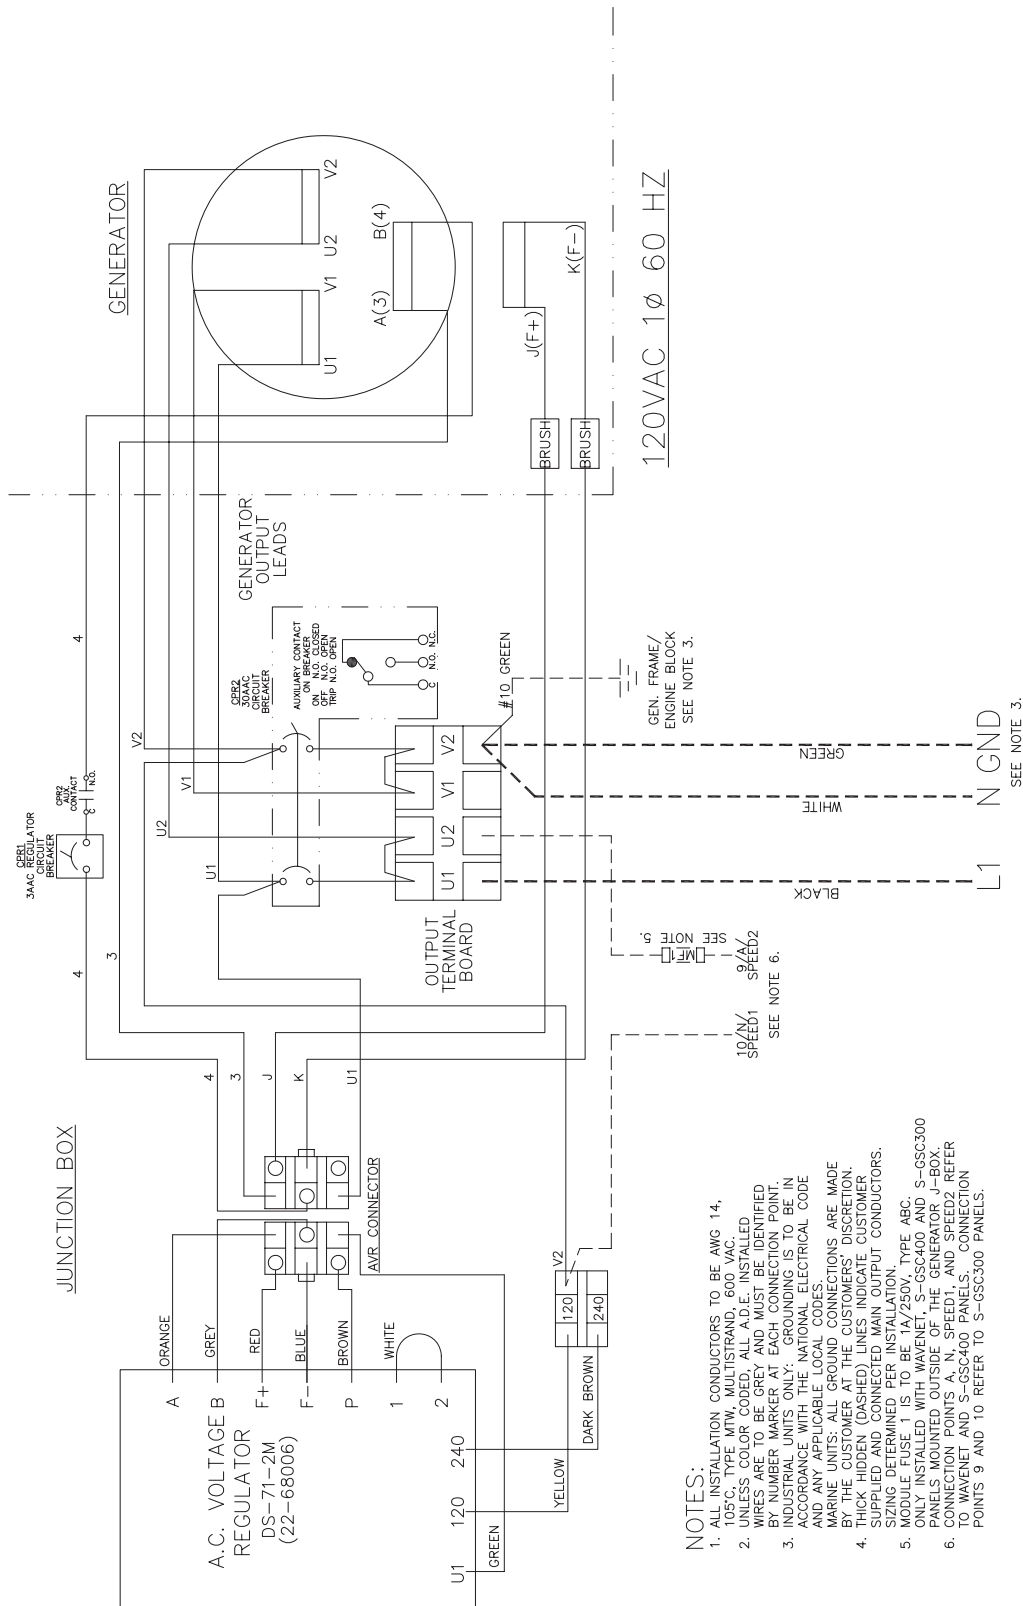 JUNCTION BOX
GENERATOR
CPR1
3AAC REGULATOR
CIRCUIT
BREAKER
CPR2
AUX.
CONTACT
C
N.O.
4
4
3
V2
U2
V1
U1
CPR2
30AAC
CIRCUIT
BREAKER
AUXILIARY CONTACT
ON BREAKER
ON N.O. CLOSED
OFF N.O. OPEN
TRIP N.O. OPEN
C
N.O.
N.C.
GENERATOR
OUTPUT
LEADS
U1
V1
U2
V2
A(3)
B(4)
J(F+)
K(F-)
BRUSH
BRUSH
120VAC 1Ø 60 HZ
A.C. VOLTAGE
REGULATOR
DS-71-2M
(22-68006)
A
B
F+
F-
P
1
2
U1
120
240
ORANGE
GREY
RED
BLUE
BROWN
WHITE
GREEN
YELLOW
DARK BROWN
AVR CONNECTOR
4
3
J
K
U1
V2
120
240
OUTPUT
TERMINAL
BOARD
U1
U2
V1
V2
#10 GREEN
GEN. FRAME/
ENGINE BLOCK
SEE NOTE 3.
MF1
SEE NOTE 5.
10/N/
SPEED1
9/A/
SPEED2
SEE NOTE 6.
BLACK
WHITE
GREEN
L1
N
GND
SEE NOTE 3.
NOTES:
1. ALL INSTALLATION CONDUCTORS TO BE AWG 14,
105°C, TYPE MTW, MULTISTRAND, 600 VAC.
2. UNLESS COLOR CODED, ALL A.D.E. INSTALLED
WIRES ARE TO BE GREY AND MUST BE IDENTIFIED
BY NUMBER MARKER AT EACH CONNECTION POINT.
3. INDUSTRIAL UNITS ONLY: GROUNDING IS TO BE IN
ACCORDANCE WITH THE NATIONAL ELECTRICAL CODE
AND ANY APPLICABLE LOCAL CODES.
MARINE UNITS: ALL GROUND CONNECTIONS ARE MADE
BY THE CUSTOMER AT THE CUSTOMERS' DISCRETION.
4. THICK HIDDEN (DASHED) LINES INDICATE CUSTOMER
SUPPLIED AND CONNECTED MAIN OUTPUT CONDUCTORS.
SIZING DETERMINED PER INSTALLATION.
5. MODULE FUSE 1 IS TO BE 1A/250V, TYPE ABC.
ONLY INSTALLED WITH WAVENET, S-GSC400 AND S-GSC300
PANELS MOUNTED OUTSIDE OF THE GENERATOR J-BOX.
6. CONNECTION POINTS A, N, SPEED1, AND SPEED2 REFER
TO WAVENET AND S-GSC400 PANELS. CONNECTION
POINTS 9 AND 10 REFER TO S-GSC300 PANELS.